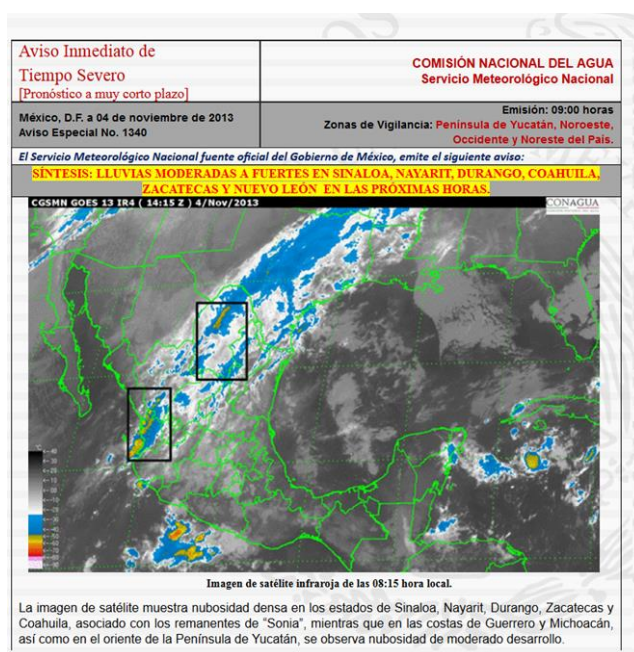 Aviso Inmediato de
Tiempo Severo
[Pronóstico a muy corto plazo]
COMISIÓN NACIONAL DEL AGUA
Servicio Meteorológico Nacional
México, D.F. a 04 de noviembre de 2013
Aviso Especial No. 1340
Emisión: 09:00 horas
Zonas de Vigilancia: Península de Yucatán, Noroeste,
Occidente y Noreste del País.
El Servicio Meteorológico Nacional fuente oficial del Gobierno de México, emite el siguiente aviso:
SÍNTESIS: LLUVIAS MODERADAS A FUERTES EN SINALOA, NAYARIT, DURANGO, COAHUILA,
ZACATECAS Y NUEVO LEÓN EN LAS PRÓXIMAS HORAS.
CGSMN GOES 13 IR4 ( 14:15 Z ) 4/Nov/2013
CONAGUA
Imagen de satélite infraroja de las 08:15 hora local.
La imagen de satélite muestra nubosidad densa en los estados de Sinaloa, Nayarit, Durango, Zacatecas y
Coahuila, asociado con los remanentes de "Sonia", mientras que en las costas de Guerrero y Michoacán,
así como en el oriente de la Península de Yucatán, se observa nubosidad de moderado desarrollo.